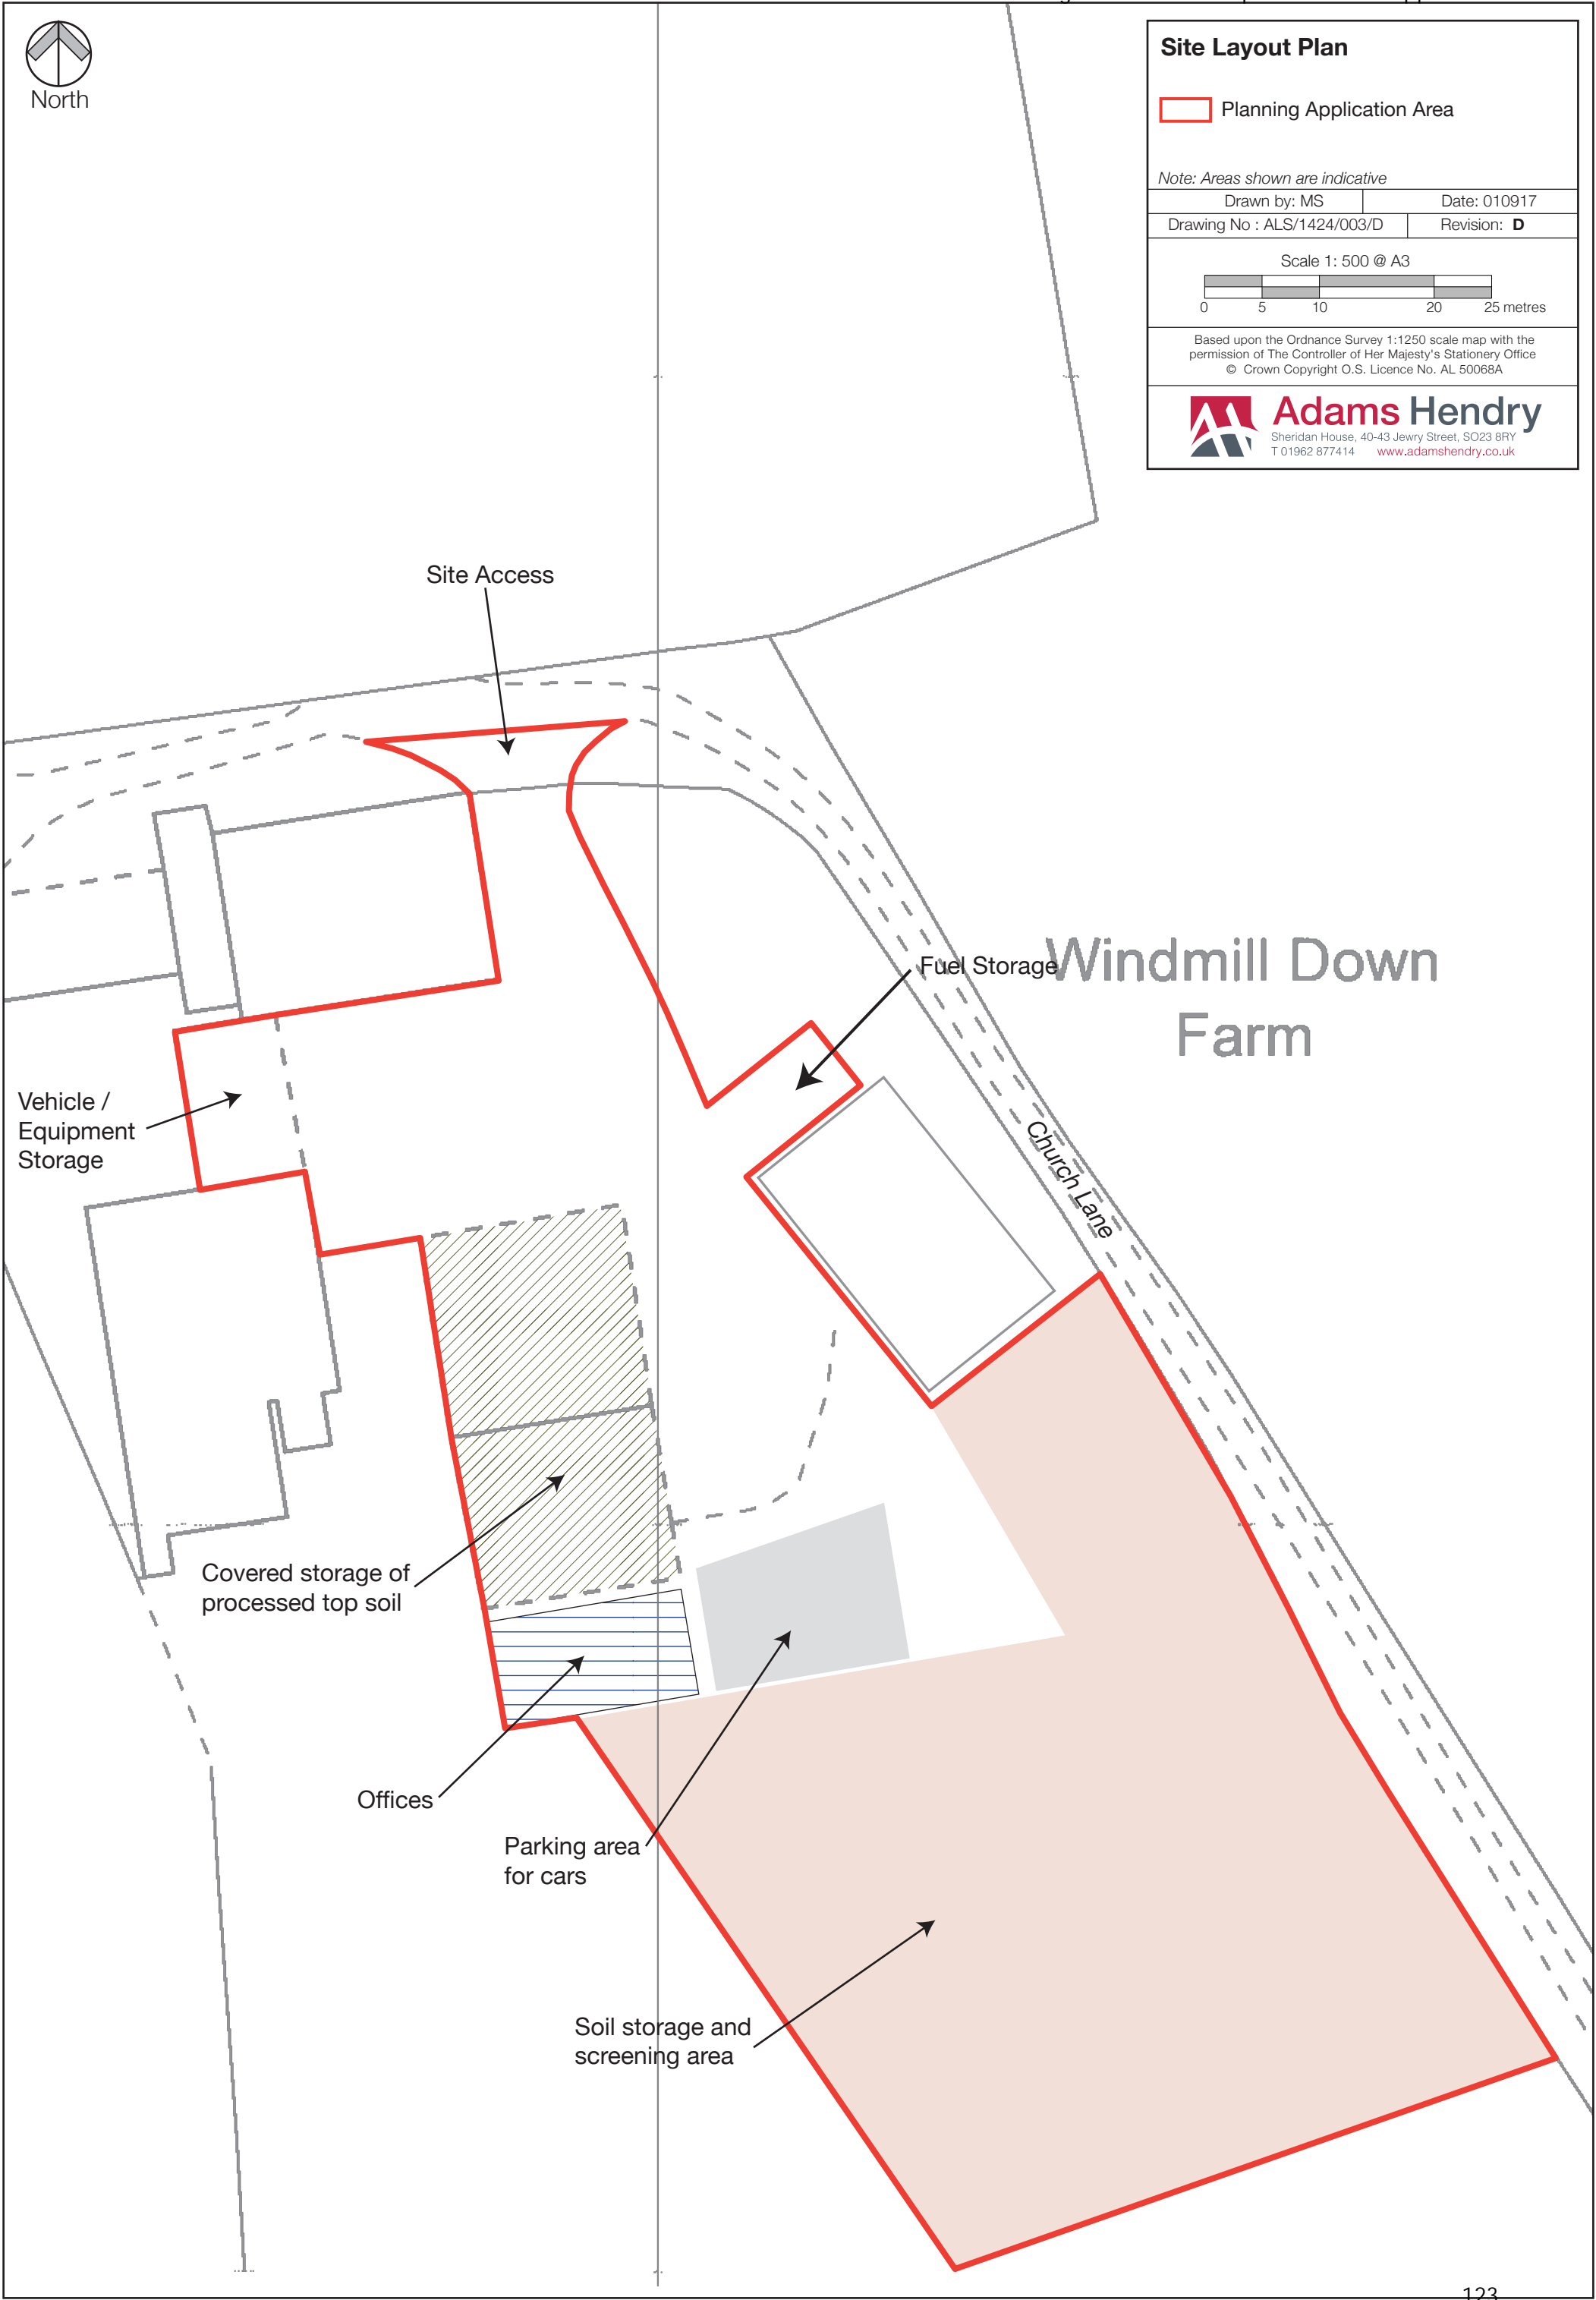 North
Site Layout Plan
Planning Application Area
Note: Areas shown are indicative
Drawn by: MS
Date: 010917
Drawing No : ALS/1424/003/D
Revision: D
Scale 1: 500 @ A3
0 5 10 20 25 metres
Based upon the Ordnance Survey 1:1250 scale map with the
permission of The Controller of Her Majesty's Stationery Office
© Crown Copyright O.S. Licence No. AL 50068A
Adams Hendry
Sheridan House, 40-43 Jewry Street, SO23 8RY
T 01962 877414 www.adamshendry.co.uk
Site Access
Fuel Storage
Windmill Down
Farm
Vehicle /
Equipment
Storage
Church Lane
Covered storage of
processed top soil
Offices
Parking area
for cars
Soil storage and
screening area
123